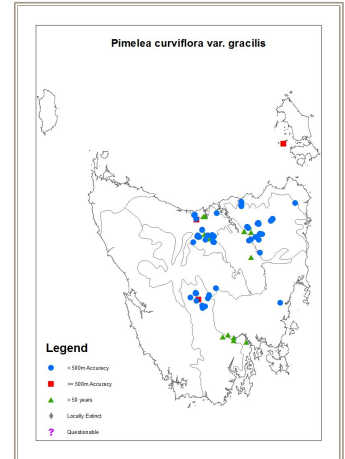 Pimelea curviflora var. gracilis
Legend
< 500m Accuracy
>= 500m Accuracy
> 50 years
Locally Extinct
? Questionable